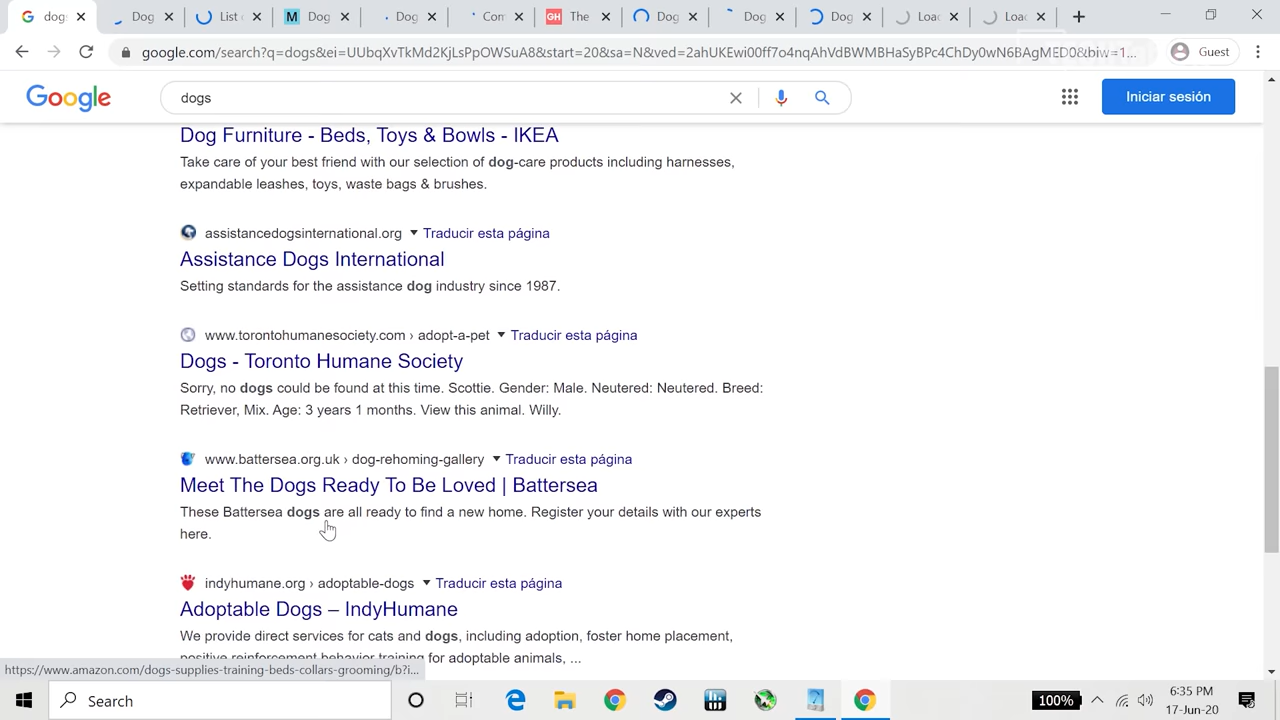 dog
Dog
List
M Dog
Dog
Com
GH The
Dog
Dog
Dog
Load
Load
google.com/search?q=dogs&ei=UUbqXvTkMd2KjLsPpOWSuA8&start=20&sa=N&ved=2ahUKEwi00ff7o4nqAhVdBWMBHaSyBPc4ChDy0wN6BAgMED0&biw=1...
Guest
Google
dogs
Iniciar sesión
Dog Furniture - Beds, Toys & Bowls - IKEA
Take care of your best friend with our selection of dog-care products including harnesses,
expandable leashes, toys, waste bags & brushes.
assistancedogsinternational.org Traducir esta página
Assistance Dogs International
Setting standards for the assistance dog industry since 1987.
www.torontohumanesociety.com › adopt-a-pet Traducir esta página
Dogs - Toronto Humane Society
Sorry, no dogs could be found at this time. Scottie. Gender: Male. Neutered: Neutered. Breed:
Retriever, Mix. Age: 3 years 1 months. View this animal. Willy.
www.battersea.org.uk › dog-rehoming-gallery Traducir esta página
Meet The Dogs Ready To Be Loved | Battersea
These Battersea dogs are all ready to find a new home. Register your details with our experts
here.
indyhumane.org › adoptable-dogs Traducir esta página
Adoptable Dogs – IndyHumane
We provide direct services for cats and dogs, including adoption, foster home placement,
positive reinforcement behavior training for adoptable animals, ...
https://www.amazon.com/dogs-supplies-training-beds-collars-grooming/b?i...
Search
100%
6:35 PM
17-Jun-20